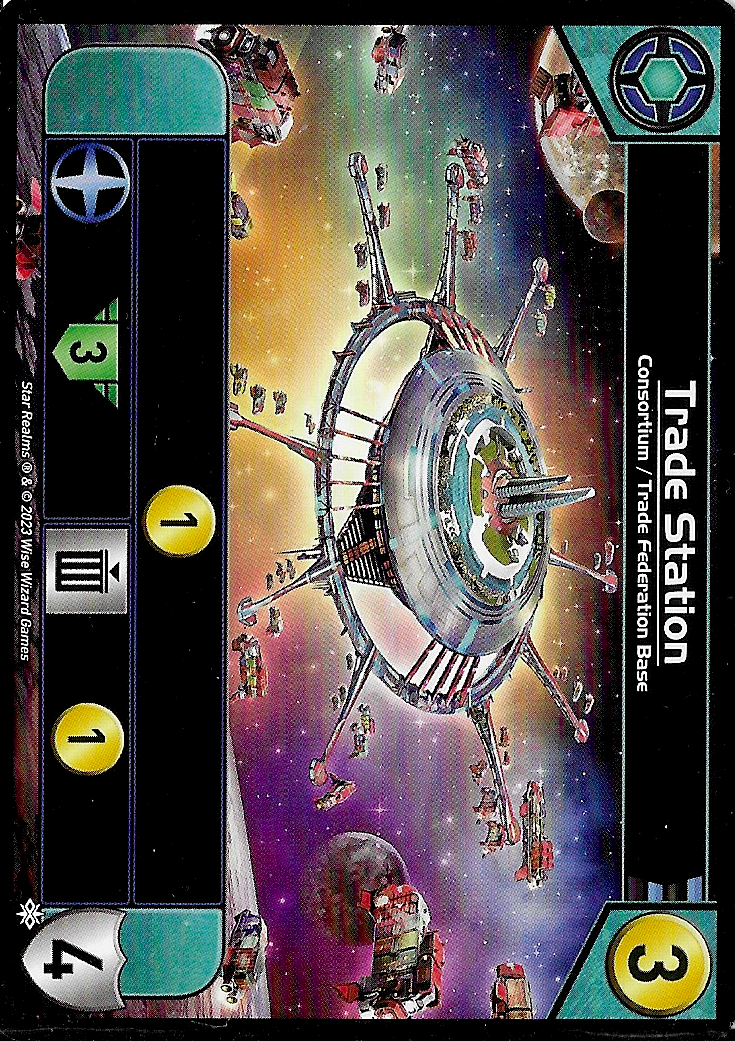 Trade Station
Consortium / Trade Federation Base
3
1
3
1
4
Star Realms ® & © 2023 Wise Wizard Games